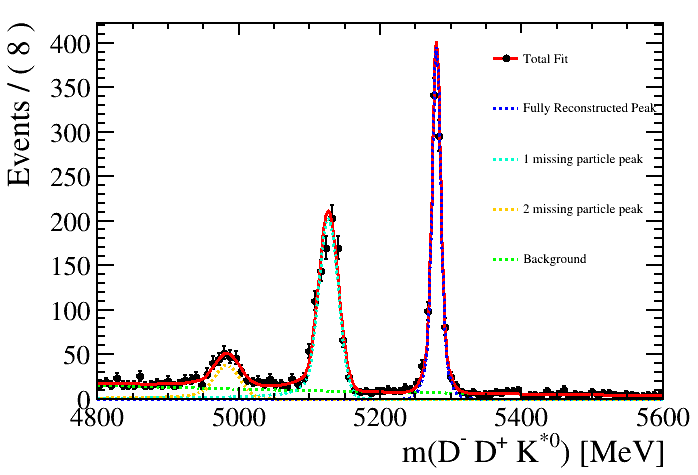 Events / ( 8 )
400
350
300
250
200
150
100
50
0
Total Fit
Fully Reconstructed Peak
1 missing particle peak
2 missing particle peak
Background
4800 5000 5200 5400 5600
m(D⁻ D⁺ K*⁰) [MeV]